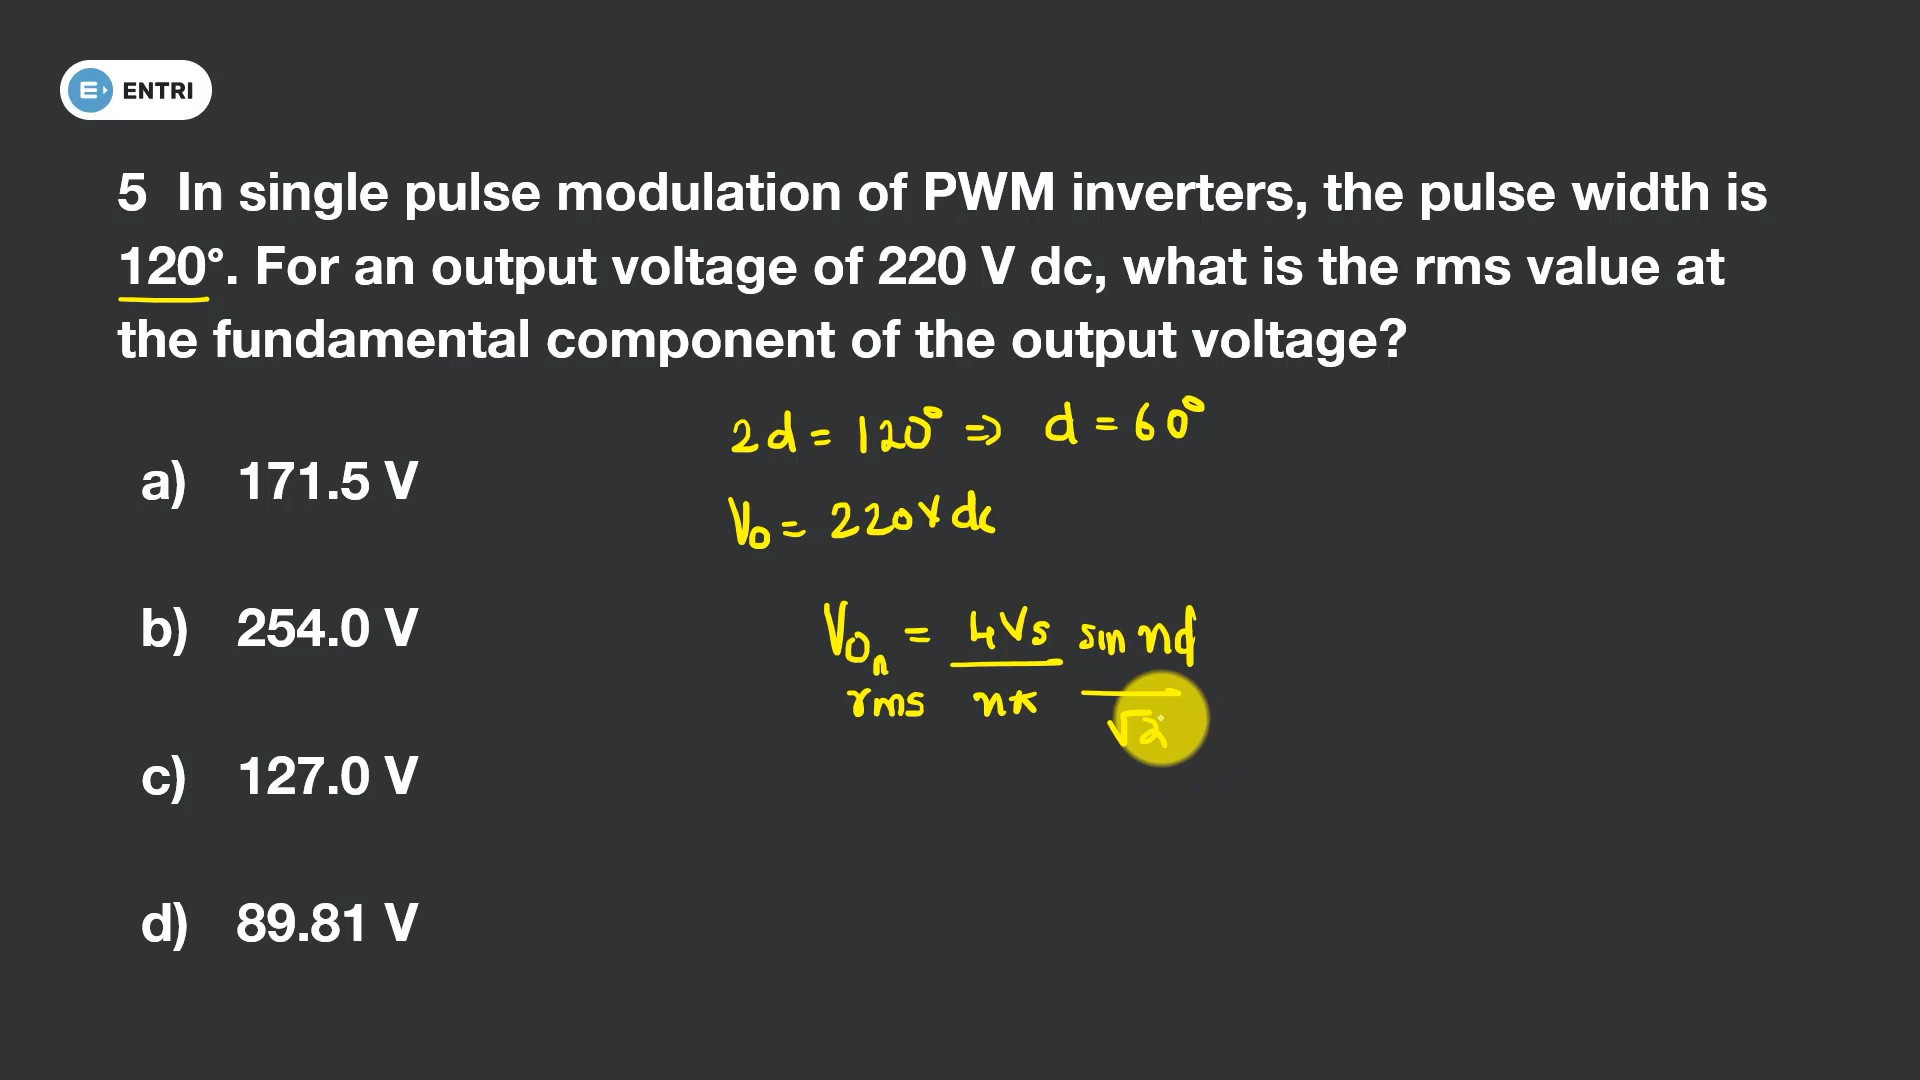 ENTRI
5 In single pulse modulation of PWM inverters, the pulse width is
120°. For an output voltage of 220 V dc, what is the rms value at
the fundamental component of the output voltage?
2d = 120° ⇒ d = 60°
a) 171.5 V
V₀ = 220V dc
b) 254.0 V
V₀ₙ = 4Vs sin nd
rms nπ √2
c) 127.0 V
d) 89.81 V